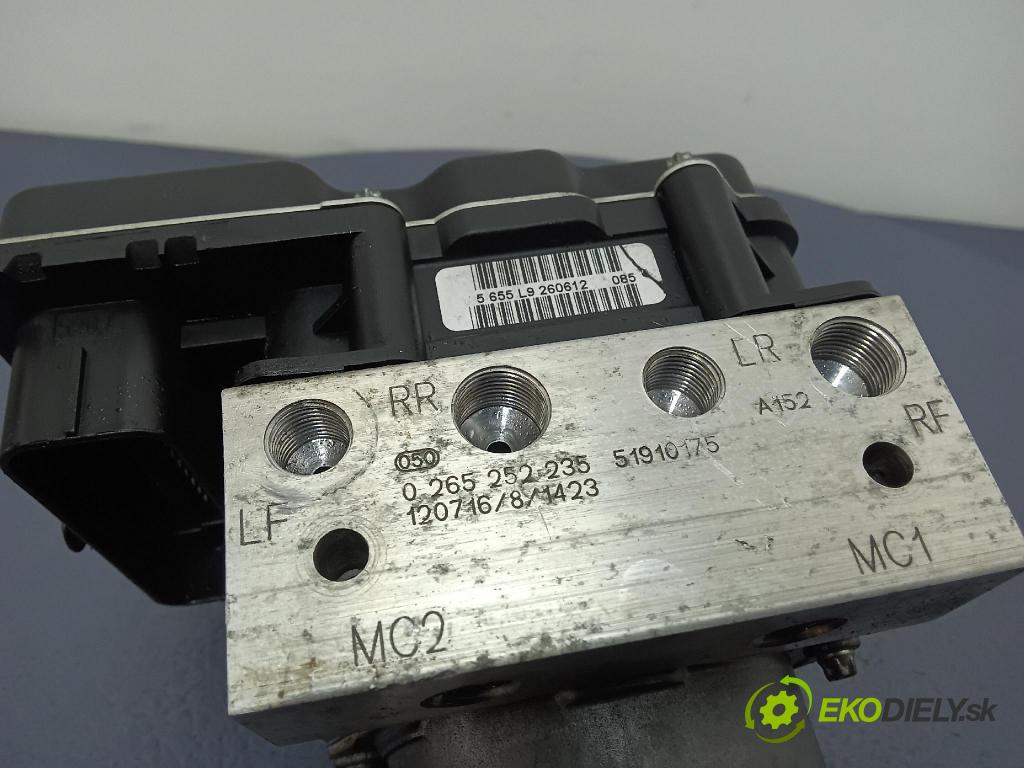 5 655 L9 260612 085
RR
LR
A152
RF
050
0 265 252 235 51910175
120716/8/1423
LF
MC1
MC2
EKODIELY.sk